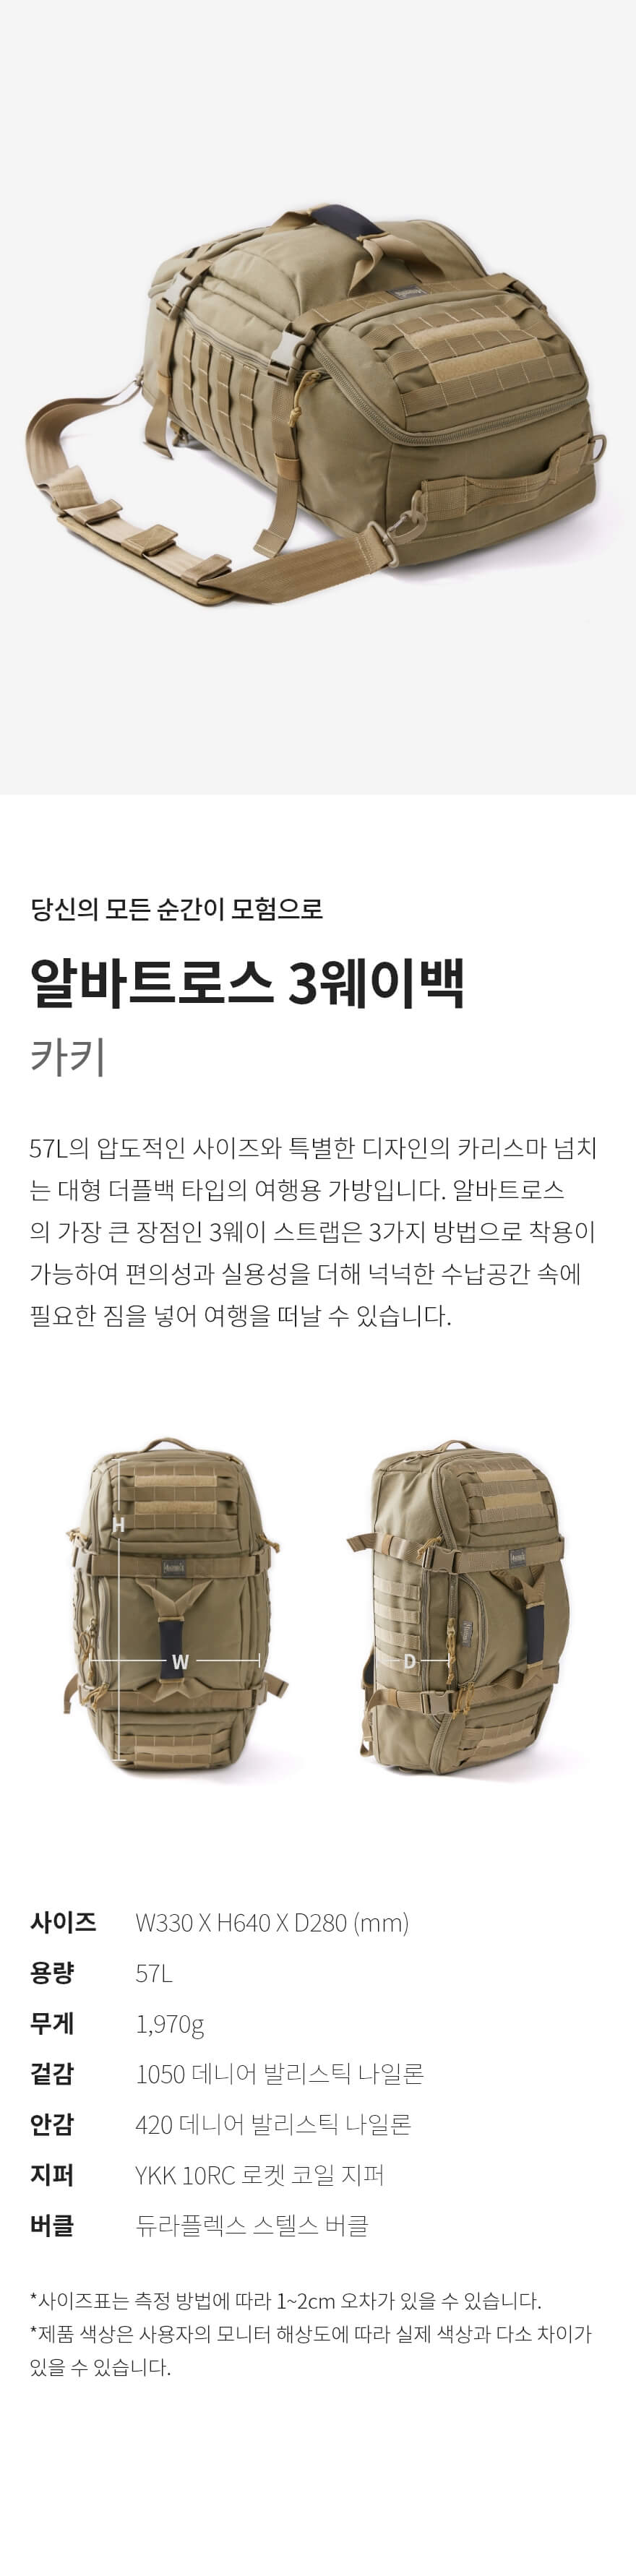 당신의 모든 순간이 모험으로
알바트로스 3웨이백
카키
57L의 압도적인 사이즈와 특별한 디자인의 카리스마 넘치
는 대형 더플백 타입의 여행용 가방입니다. 알바트로스
의 가장 큰 장점인 3웨이 스트랩은 3가지 방법으로 착용이
가능하여 편의성과 실용성을 더해 넉넉한 수납공간 속에
필요한 짐을 넣어 여행을 떠날 수 있습니다.
H
W
D
사이즈 W330 X H640 X D280 (mm)
용량 57L
무게 1,970g
겉감 1050 데니어 발리스틱 나일론
안감 420 데니어 발리스틱 나일론
지퍼 YKK 10RC 로켓 코일 지퍼
버클 듀라플렉스 스텔스 버클
*사이즈표는 측정 방법에 따라 1~2cm 오차가 있을 수 있습니다.
*제품 색상은 사용자의 모니터 해상도에 따라 실제 색상과 다소 차이가
있을 수 있습니다.